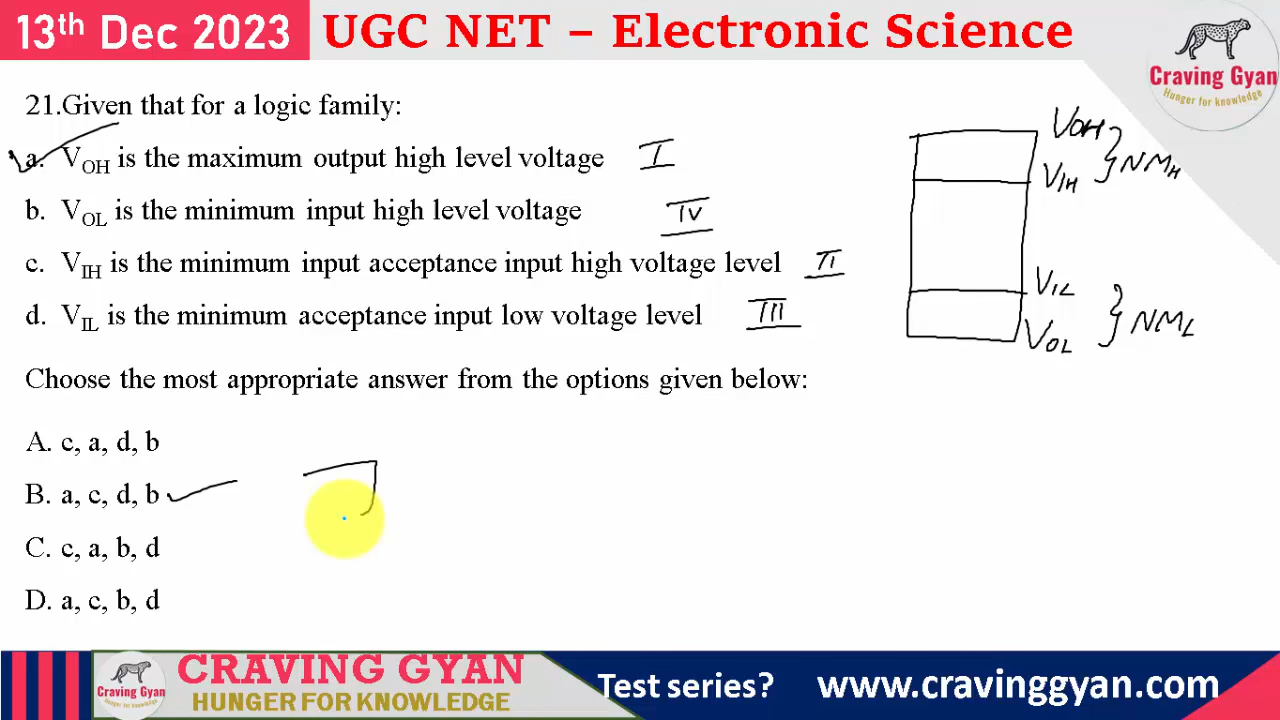 13th Dec 2023 UGC NET – Electronic Science
Craving Gyan
Hunger for knowledge
21.Given that for a logic family:
a. VOH is the maximum output high level voltage I
b. VOL is the minimum input high level voltage IV
c. VIH is the minimum input acceptance input high voltage level II
d. VIL is the minimum acceptance input low voltage level III
VOH
VIH
NMH
VIL
VOL
NML
Choose the most appropriate answer from the options given below:
A. c, a, d, b
B. a, c, d, b
C. c, a, b, d
D. a, c, b, d
Craving Gyan
Hunger for knowledge
CRAVING GYAN
HUNGER FOR KNOWLEDGE
Test series? www.cravinggyan.com